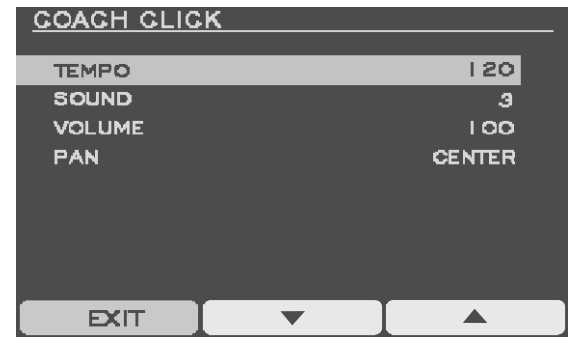 COACH CLICK
TEMPO 120
SOUND 3
VOLUME 100
PAN CENTER
EXIT ▼ ▲